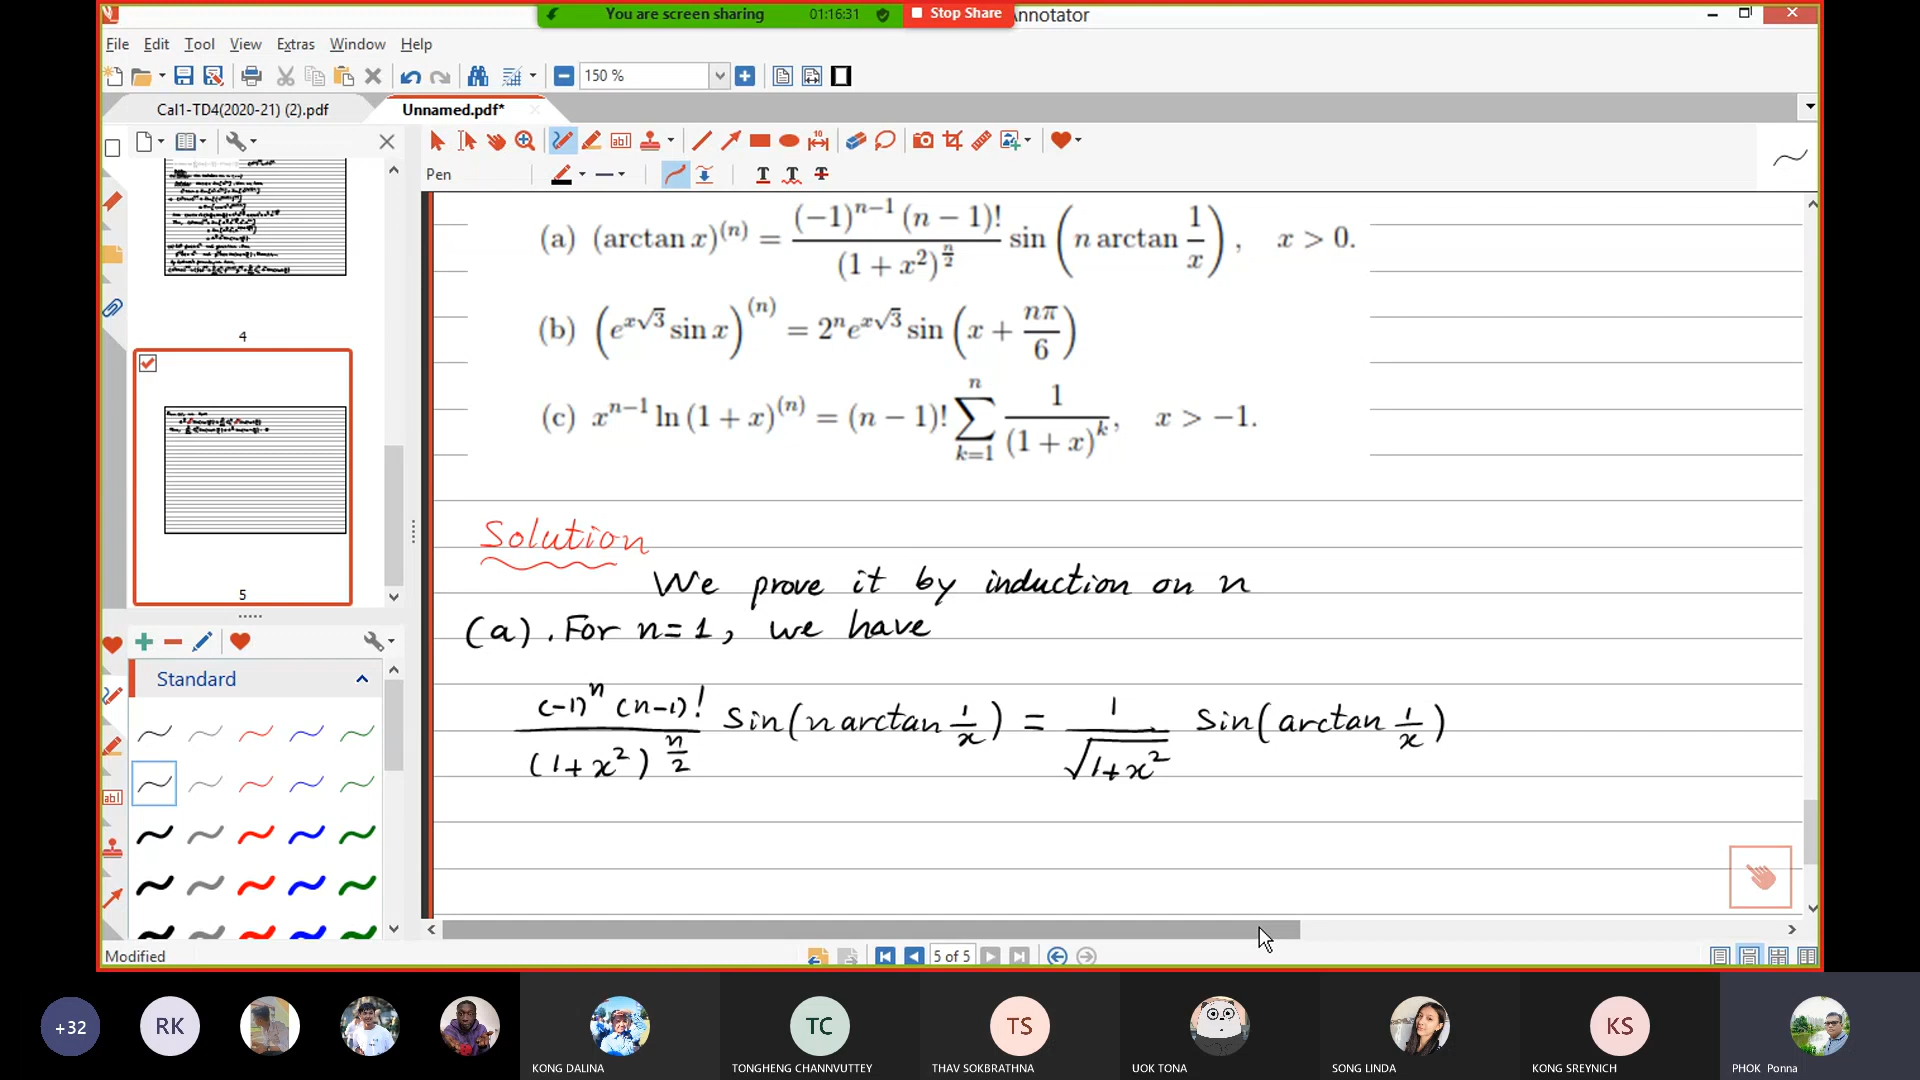 You are screen sharing 01:16:31 Stop Share Annotator
File Edit Tool View Extras Window Help
150 %
Cal1-TD4(2020-21) (2).pdf Unnamed.pdf*
Pen
(a) (arctan x)^(n) = (−1)^{n−1} (n − 1)! / (1 + x²)^{n/2} sin (n arctan 1/x), x > 0.
(b) (e^{x√3} sin x)^(n) = 2^n e^{x√3} sin (x + nπ/6)
(c) x^{n−1} ln (1 + x)^(n) = (n − 1)! ∑_{k=1}^{n} 1/(1 + x)^k, x > −1.
Solution
We prove it by induction on n
(a). For n=1, we have
(-1)^n (n-1)! / (1+x²)^{n/2} sin(n arctan 1/x) = 1/√(1+x²) sin(arctan 1/x)
4
5
Standard
Modified
5 of 5
+32
RK
KONG DALINA
TC
TONGHENG CHANNVUTTEY
TS
THAV SOKBRATHNA
UOK TONA
SONG LINDA
KS
KONG SREYNICH
PHOK Ponna